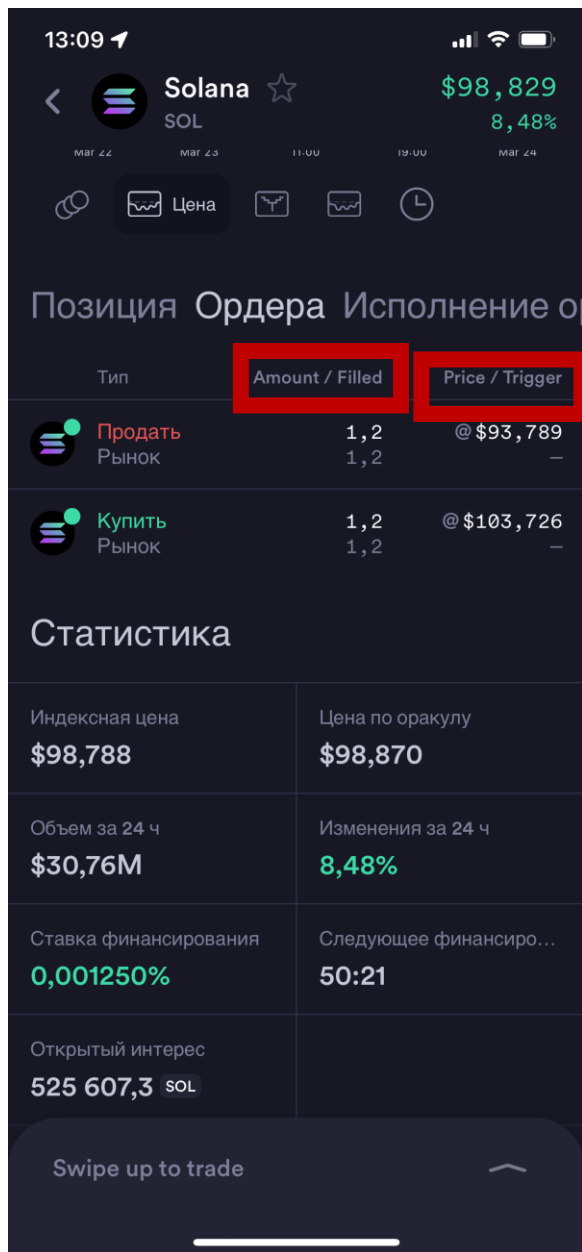 13:09
Solana
SOL
$98,829
8,48%
Mar 22 Mar 23 11:00 19:00 Mar 24
Цена
Позиция Ордера Исполнение ор
Тип Amount / Filled Price / Trigger
Продать 1,2 @ $93,789
Рынок 1,2 —
Купить 1,2 @ $103,726
Рынок 1,2 —
Статистика
Индексная цена Цена по оракулу
$98,788 $98,870
Объем за 24 ч Изменения за 24 ч
$30,76M 8,48%
Ставка финансирования Следующее финансиро...
0,001250% 50:21
Открытый интерес
525 607,3 SOL
Swipe up to trade